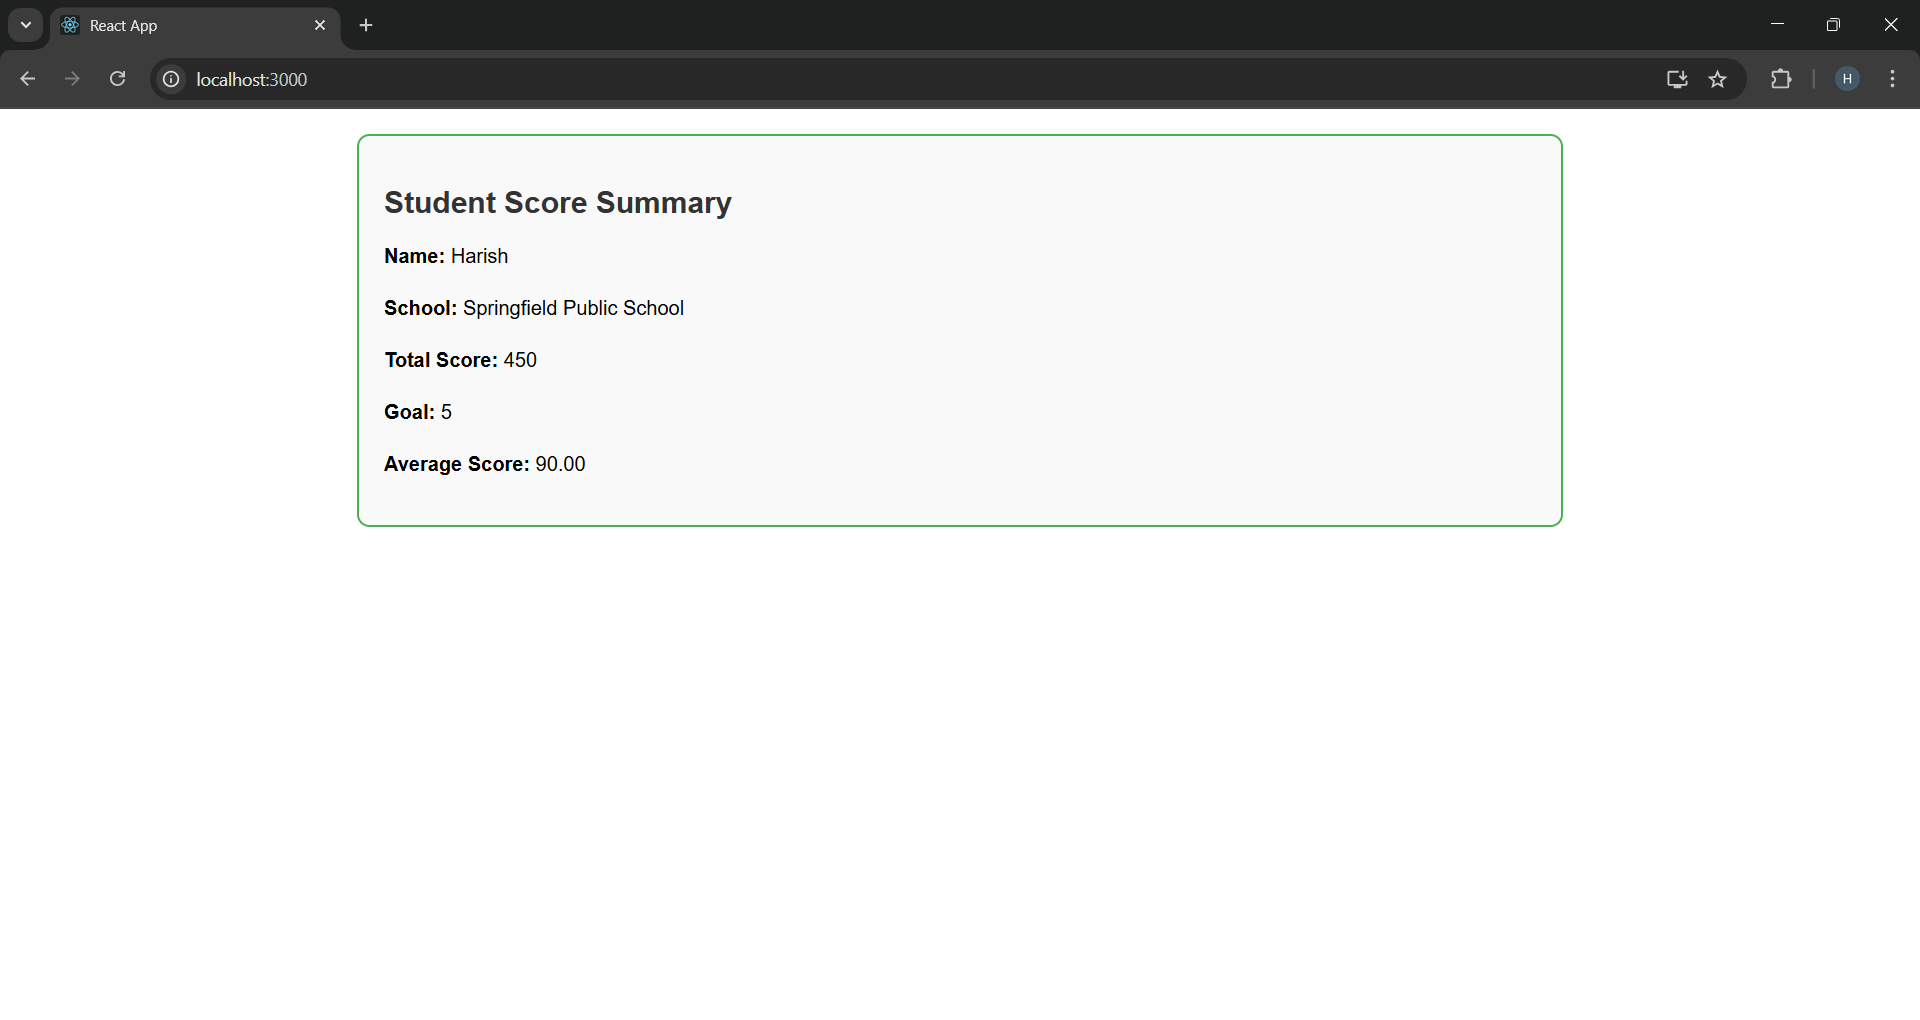 React App
localhost:3000
H
Student Score Summary
Name: Harish
School: Springfield Public School
Total Score: 450
Goal: 5
Average Score: 90.00